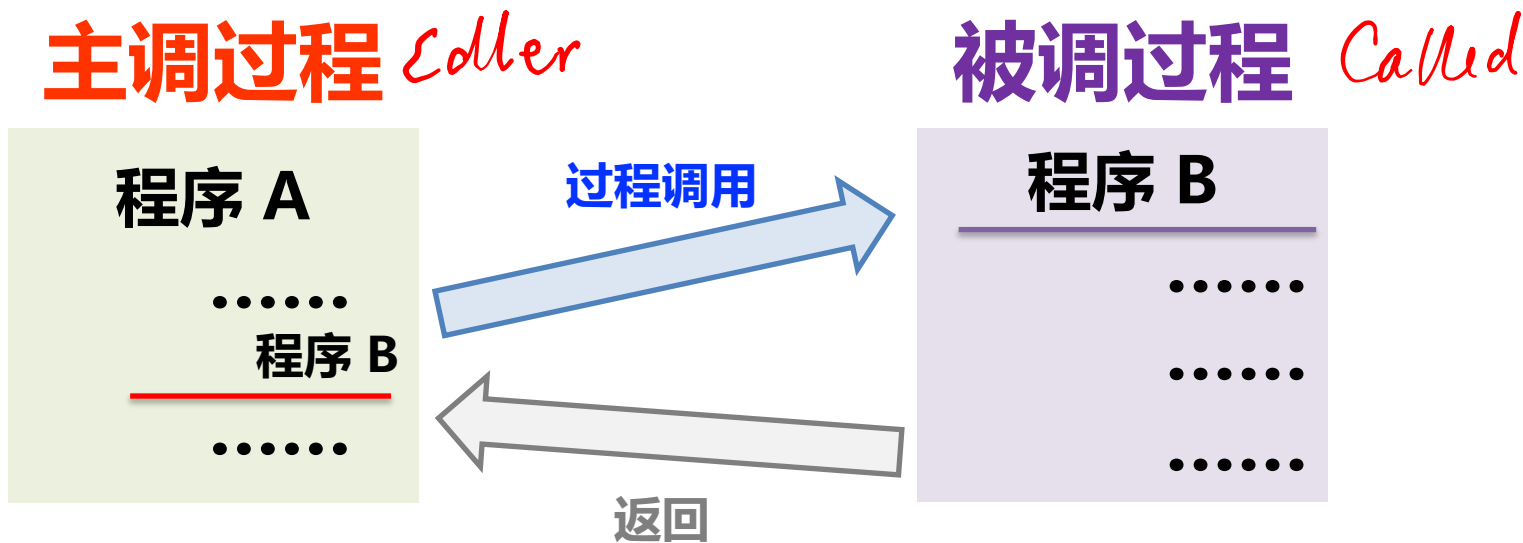 主调过程 Caller
被调过程 Called
程序 A
过程调用
程序 B
......
程序 B
......
......
......
......
返回